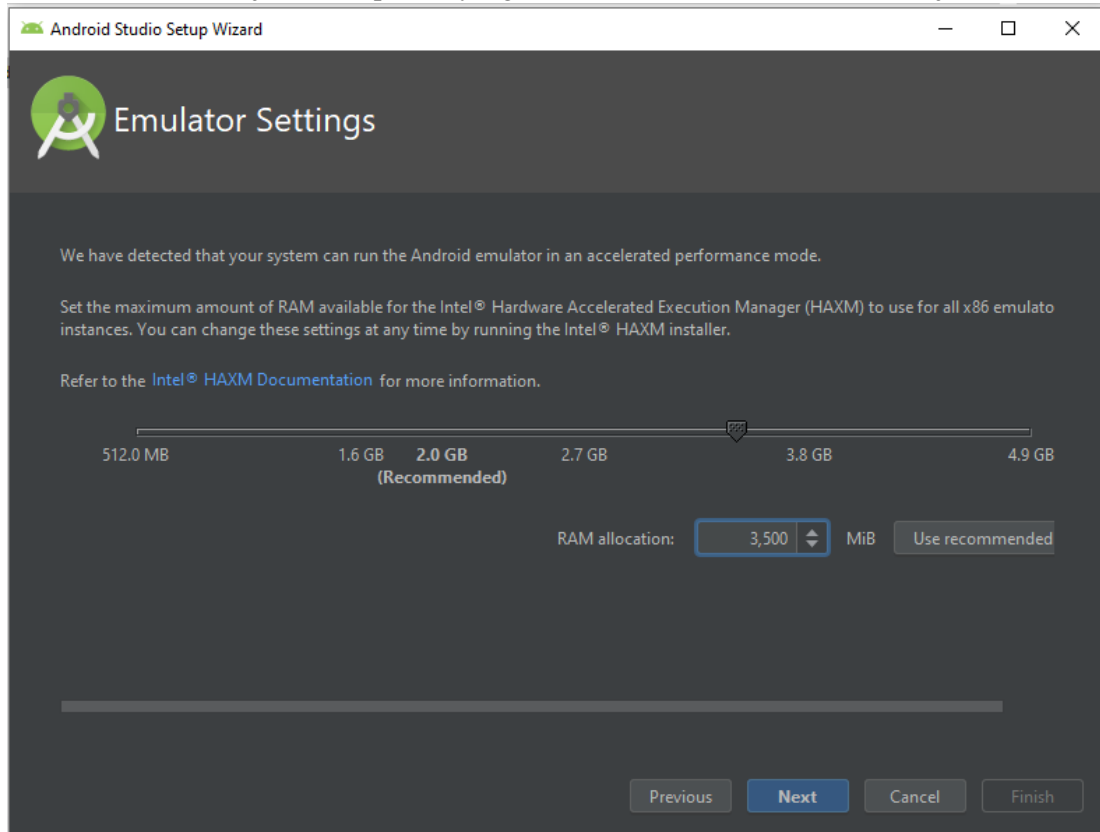 Android Studio Setup Wizard
Emulator Settings
We have detected that your system can run the Android emulator in an accelerated performance mode.
Set the maximum amount of RAM available for the Intel® Hardware Accelerated Execution Manager (HAXM) to use for all x86 emulato
instances. You can change these settings at any time by running the Intel® HAXM installer.
Refer to the Intel® HAXM Documentation for more information.
512.0 MB 1.6 GB 2.0 GB 2.7 GB 3.8 GB 4.9 GB
(Recommended)
RAM allocation: 3,500 MiB Use recommended
Previous Next Cancel Finish